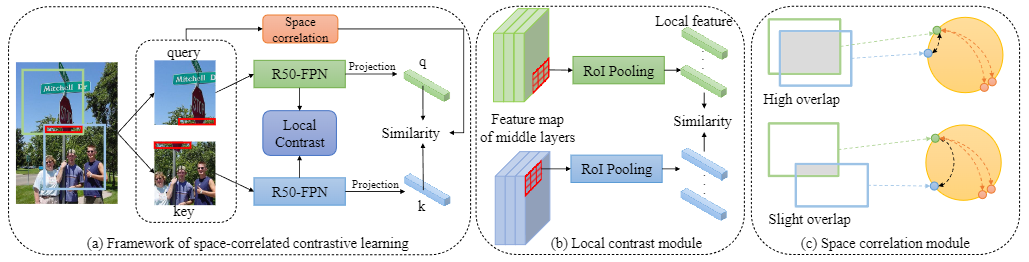 Space
correlation
query
Mitchell Dr
Mitchell Dr
R50-FPN
Projection
q
Local
Contrast
Similarity
R50-FPN
Projection
k
key
(a) Framework of space-correlated contrastive learning
Local feature
RoI Pooling
Feature map
of middle layers
Similarity
RoI Pooling
(b) Local contrast module
High overlap
Slight overlap
(c) Space correlation module